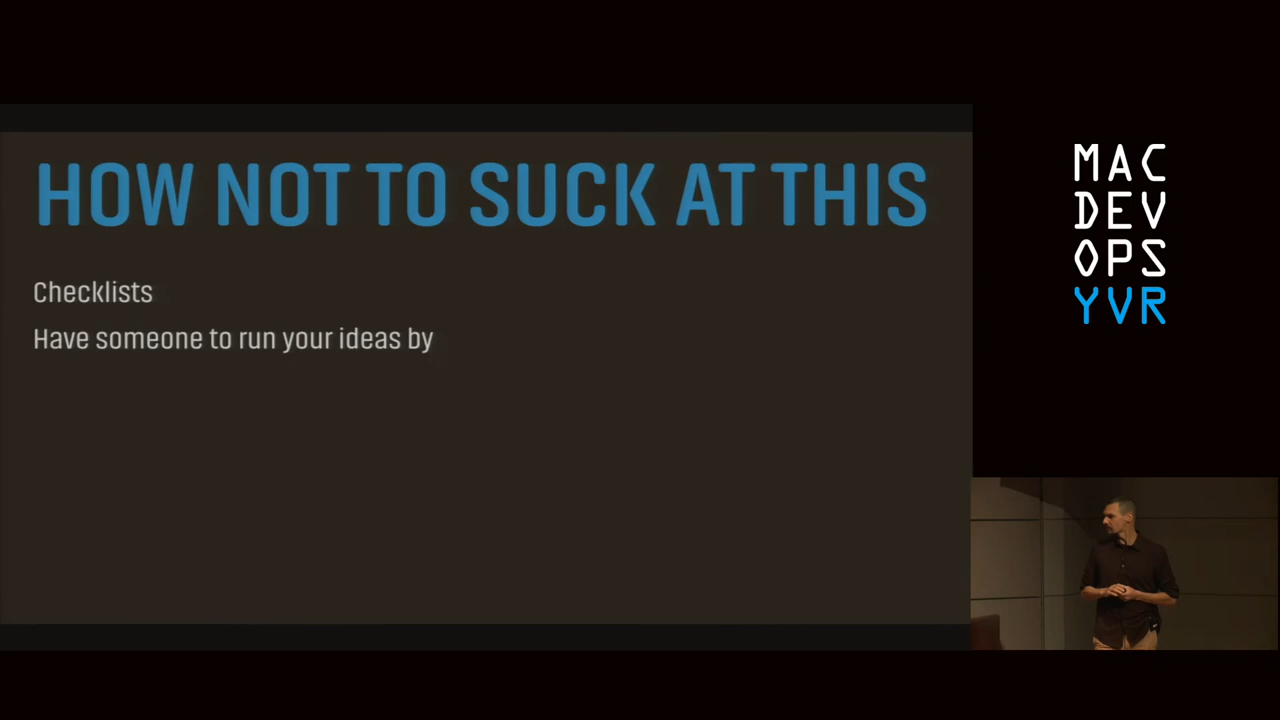 HOW NOT TO SUCK AT THIS
Checklists
Have someone to run your ideas by
MAC
DEV
OPS
YVR